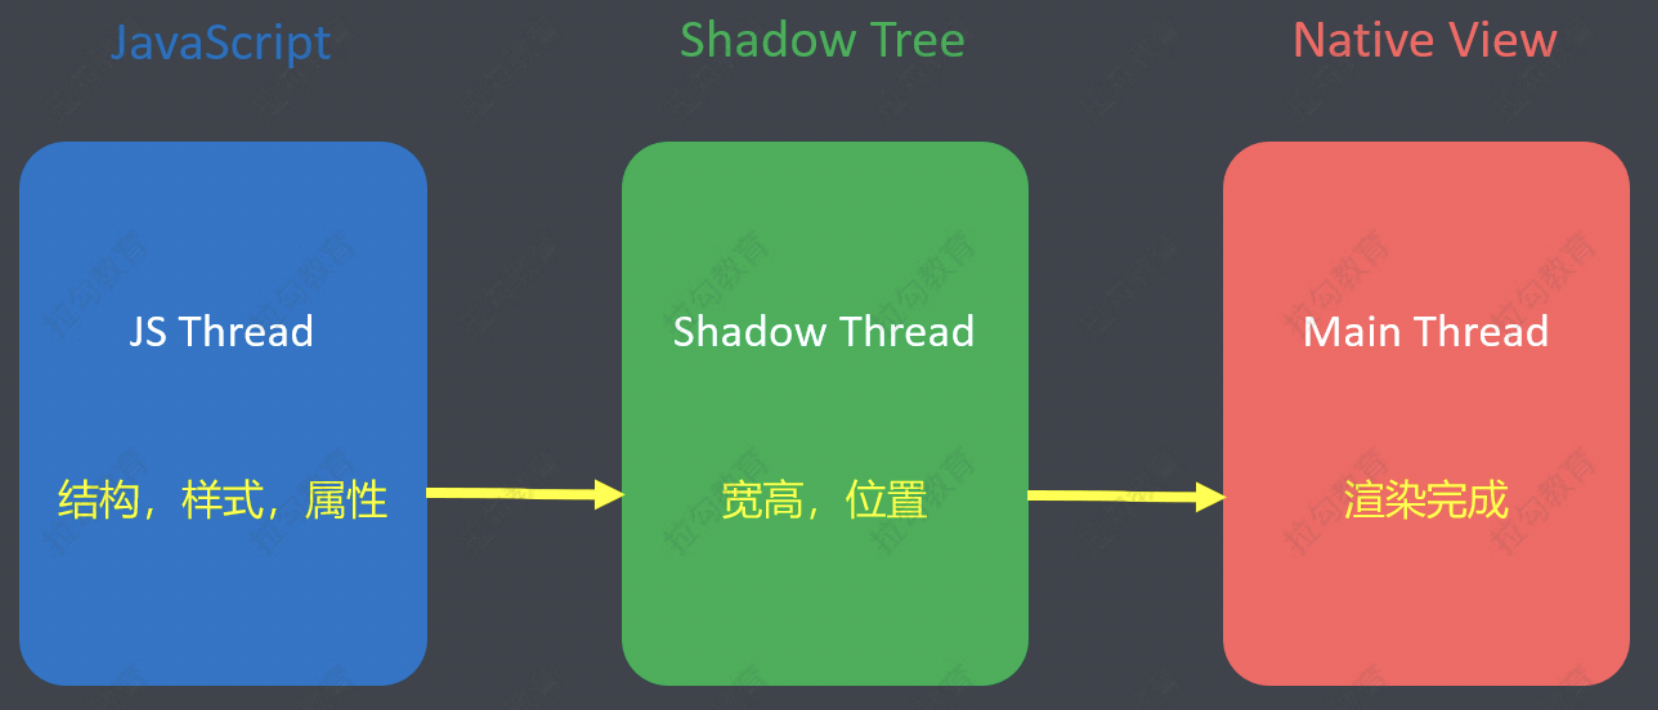 JavaScript
Shadow Tree
Native View
JS Thread
Shadow Thread
Main Thread
结构，样式，属性
宽高，位置
渲染完成
拉勾教育